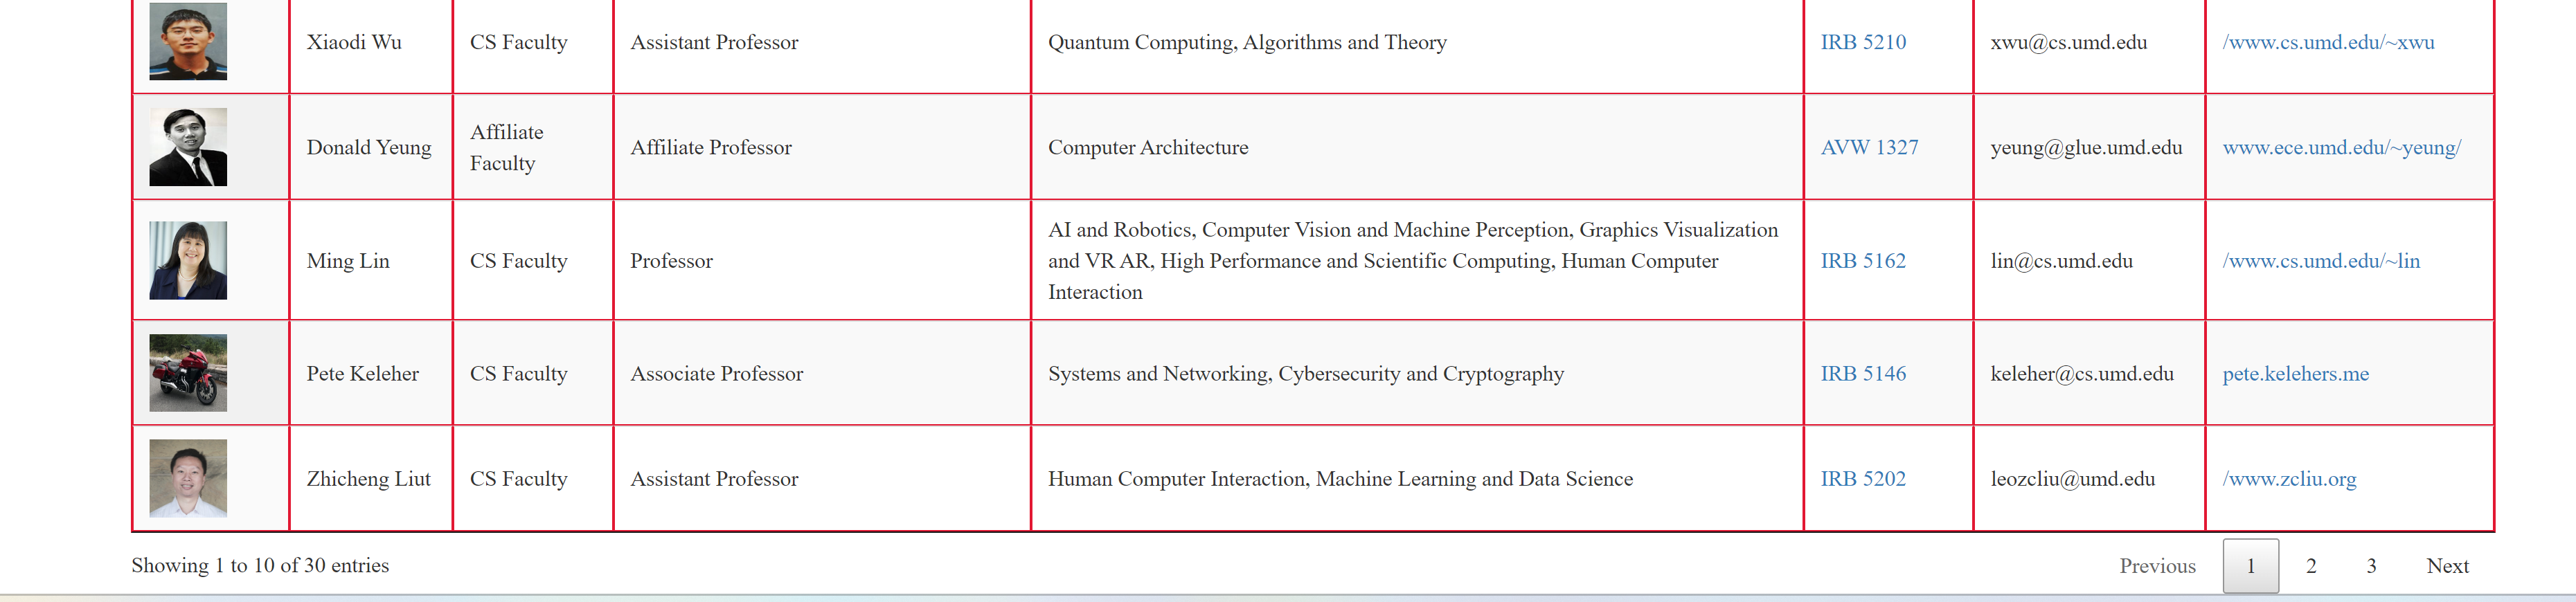 Xiaodi Wu CS Faculty Assistant Professor Quantum Computing, Algorithms and Theory IRB 5210 xwu@cs.umd.edu /www.cs.umd.edu/~xwu
Donald Yeung Affiliate Faculty Affiliate Professor Computer Architecture AVW 1327 yeung@glue.umd.edu www.ece.umd.edu/~yeung/
Ming Lin CS Faculty Professor AI and Robotics, Computer Vision and Machine Perception, Graphics Visualization and VR AR, High Performance and Scientific Computing, Human Computer Interaction IRB 5162 lin@cs.umd.edu /www.cs.umd.edu/~lin
Pete Keleher CS Faculty Associate Professor Systems and Networking, Cybersecurity and Cryptography IRB 5146 keleher@cs.umd.edu pete.kelehers.me
Zhicheng Liut CS Faculty Assistant Professor Human Computer Interaction, Machine Learning and Data Science IRB 5202 leozcliu@umd.edu /www.zcliu.org
Showing 1 to 10 of 30 entries Previous 1 2 3 Next